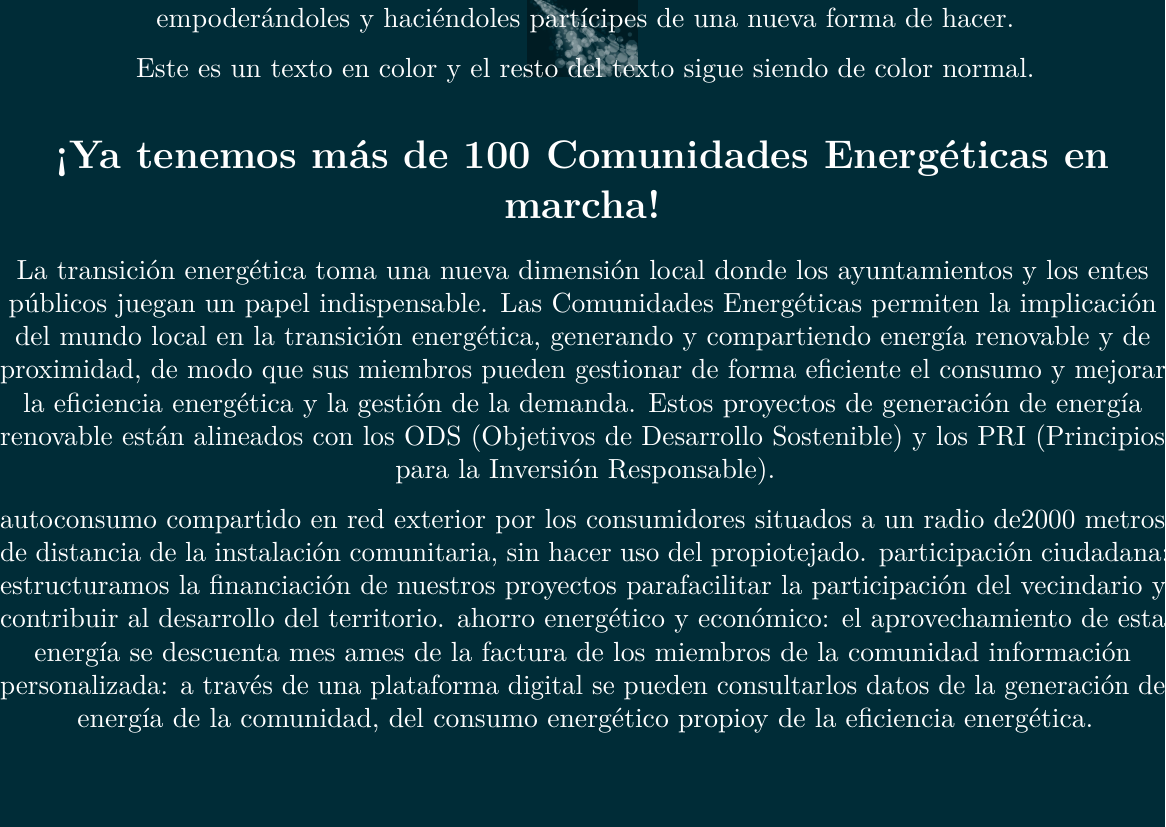 empoderándoles y haciéndoles partícipes de una nueva forma de hacer.
Este es un texto en color y el resto del texto sigue siendo de color normal.
¡Ya tenemos más de 100 Comunidades Energéticas en
marcha!
La transición energética toma una nueva dimensión local donde los ayuntamientos y los entes
públicos juegan un papel indispensable. Las Comunidades Energéticas permiten la implicación
del mundo local en la transición energética, generando y compartiendo energía renovable y de
proximidad, de modo que sus miembros pueden gestionar de forma eficiente el consumo y mejorar
la eficiencia energética y la gestión de la demanda. Estos proyectos de generación de energía
renovable están alineados con los ODS (Objetivos de Desarrollo Sostenible) y los PRI (Principios
para la Inversión Responsable).
autoconsumo compartido en red exterior por los consumidores situados a un radio de2000 metros
de distancia de la instalación comunitaria, sin hacer uso del propiotejado. participación ciudadana:
estructuramos la financiación de nuestros proyectos parafacilitar la participación del vecindario y
contribuir al desarrollo del territorio. ahorro energético y económico: el aprovechamiento de esta
energía se descuenta mes ames de la factura de los miembros de la comunidad información
personalizada: a través de una plataforma digital se pueden consultarlos datos de la generación de
energía de la comunidad, del consumo energético propioy de la eficiencia energética.